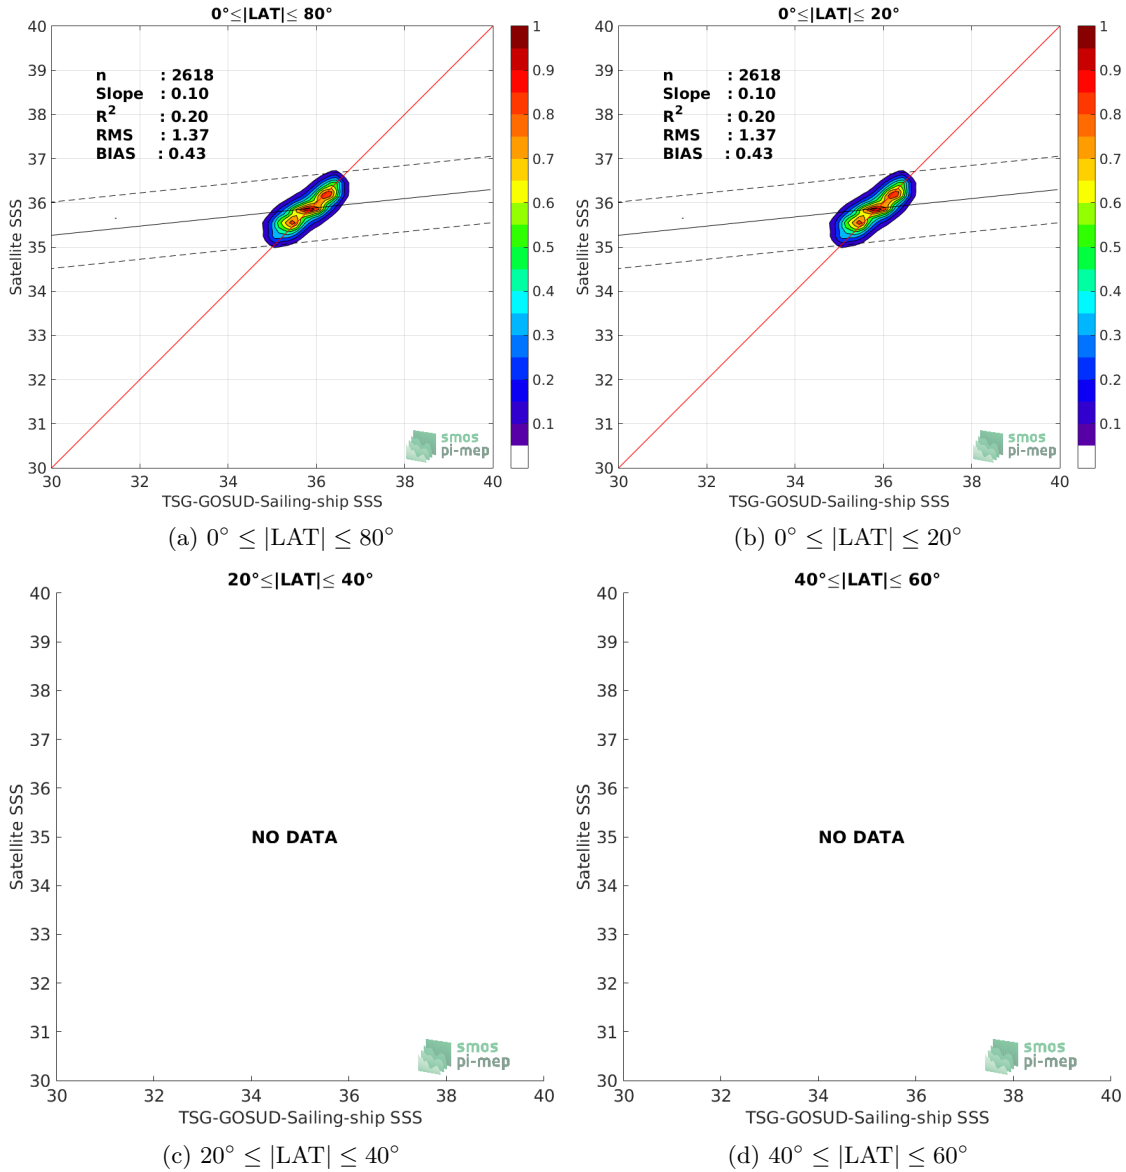 0°≤|LAT|≤ 80°
40
39
38
37
36
35
34
33
32
31
30
Satellite SSS
n : 2618
Slope : 0.10
R² : 0.20
RMS : 1.37
BIAS : 0.43
smos
pi-mep
30 32 34 36 38 40
TSG-GOSUD-Sailing-ship SSS
1
0.9
0.8
0.7
0.6
0.5
0.4
0.3
0.2
0.1
(a) 0° ≤ |LAT| ≤ 80°
0°≤|LAT|≤ 20°
40
39
38
37
36
35
34
33
32
31
30
Satellite SSS
n : 2618
Slope : 0.10
R² : 0.20
RMS : 1.37
BIAS : 0.43
smos
pi-mep
30 32 34 36 38 40
TSG-GOSUD-Sailing-ship SSS
1
0.9
0.8
0.7
0.6
0.5
0.4
0.3
0.2
0.1
(b) 0° ≤ |LAT| ≤ 20°
20°≤|LAT|≤ 40°
40
39
38
37
36
35
34
33
32
31
30
Satellite SSS
NO DATA
smos
pi-mep
30 32 34 36 38 40
TSG-GOSUD-Sailing-ship SSS
(c) 20° ≤ |LAT| ≤ 40°
40°≤|LAT|≤ 60°
40
39
38
37
36
35
34
33
32
31
30
Satellite SSS
NO DATA
smos
pi-mep
30 32 34 36 38 40
TSG-GOSUD-Sailing-ship SSS
(d) 40° ≤ |LAT| ≤ 60°